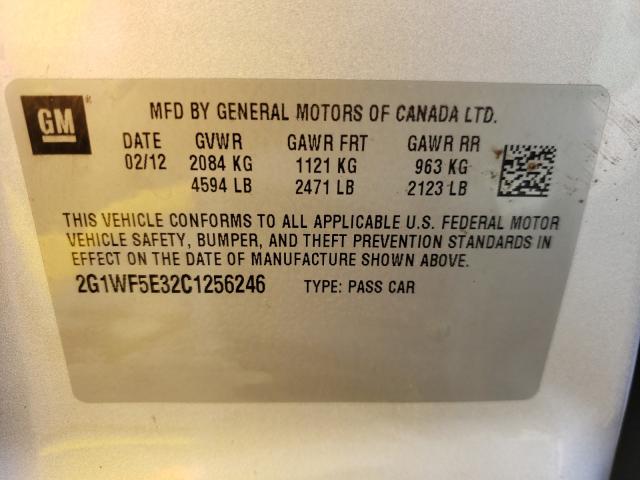 GM ®
MFD BY GENERAL MOTORS OF CANADA LTD.
DATE GVWR GAWR FRT GAWR RR
02/12 2084 KG 1121 KG 963 KG
4594 LB 2471 LB 2123 LB
THIS VEHICLE CONFORMS TO ALL APPLICABLE U.S. FEDERAL MOTOR
VEHICLE SAFETY, BUMPER, AND THEFT PREVENTION STANDARDS IN
EFFECT ON THE DATE OF MANUFACTURE SHOWN ABOVE.
2G1WF5E32C1256246 TYPE: PASS CAR